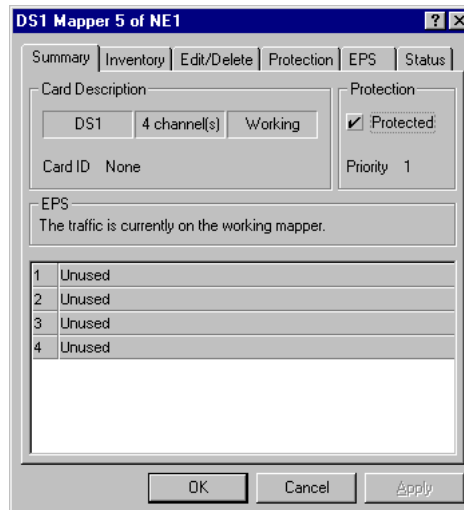 DS1 Mapper 5 of NE1
Summary Inventory Edit/Delete Protection EPS Status
Card Description
DS1 4 channel(s) Working
Card ID None
Protection
Protected
Priority 1
EPS
The traffic is currently on the working mapper.
1 Unused
2 Unused
3 Unused
4 Unused
OK Cancel Apply